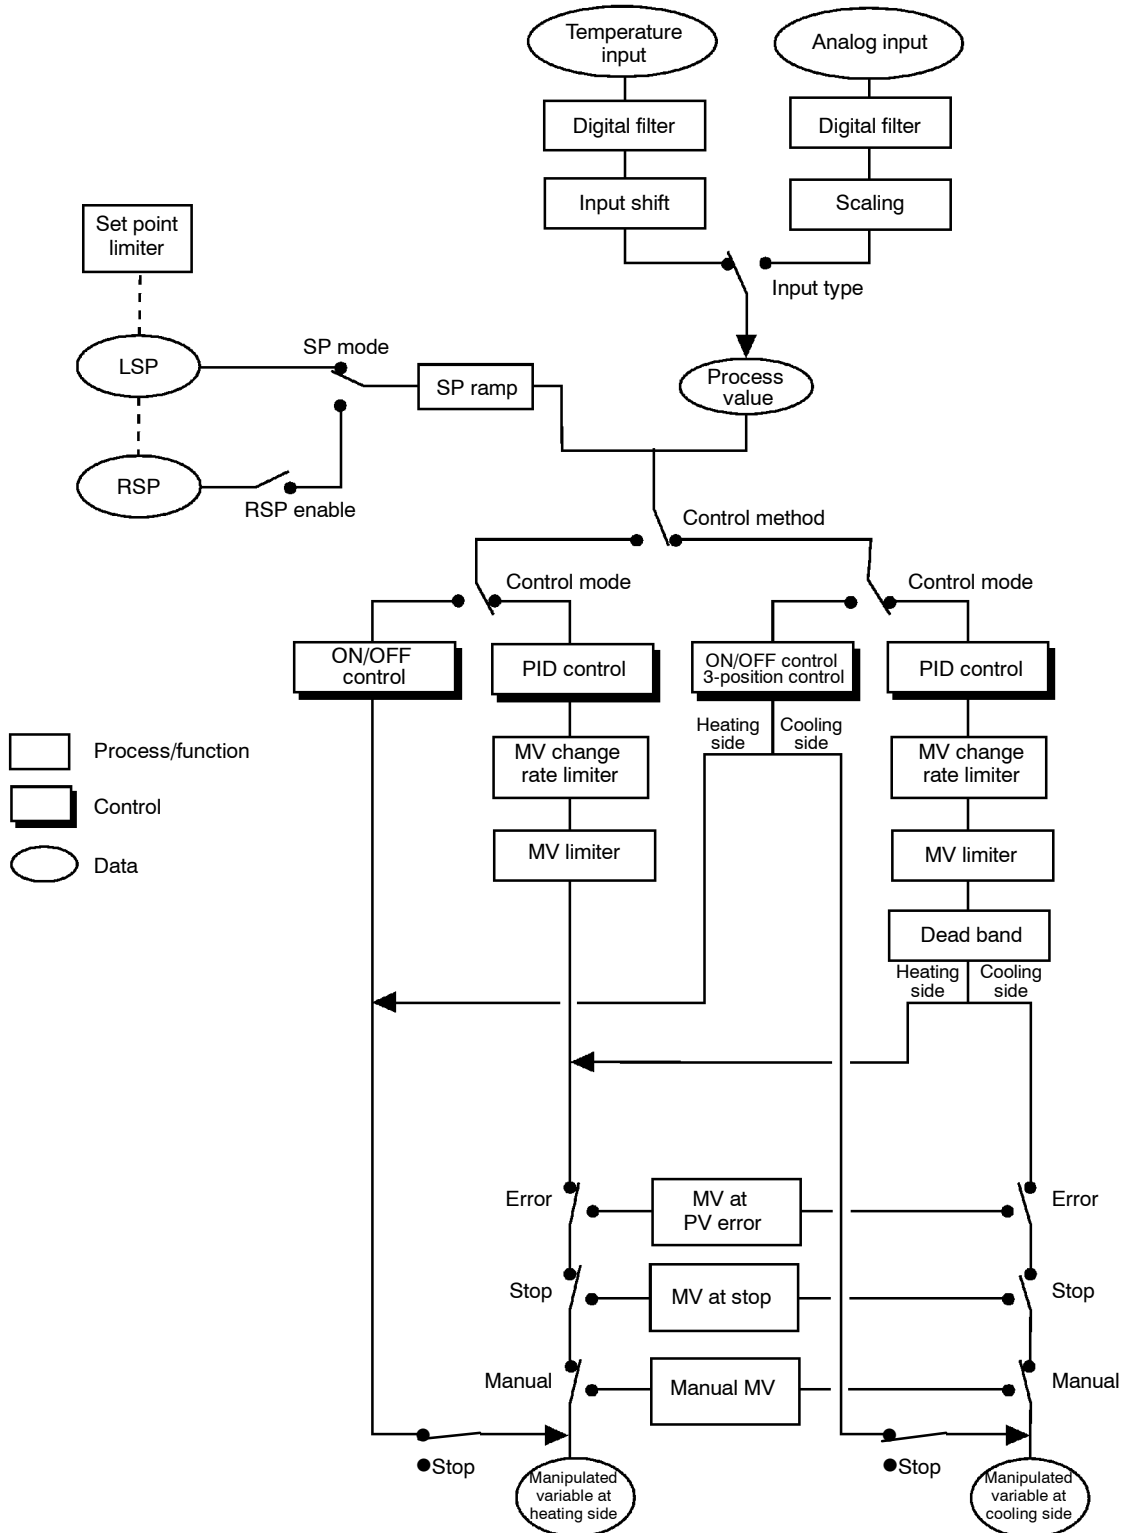 Temperature
input
Analog input
Digital filter
Digital filter
Input shift
Scaling
Input type
Set point
limiter
LSP
SP mode
SP ramp
Process
value
RSP
RSP enable
Control method
Control mode
Control mode
ON/OFF
control
PID control
ON/OFF control
3-position control
PID control
Heating
side
Cooling
side
MV change
rate limiter
MV change
rate limiter
MV limiter
MV limiter
Dead band
Heating
side
Cooling
side
Process/function
Control
Data
Error
MV at
PV error
Error
Stop
MV at stop
Stop
Manual
Manual MV
Manual
Stop
Stop
Manipulated
variable at
heating side
Manipulated
variable at
cooling side